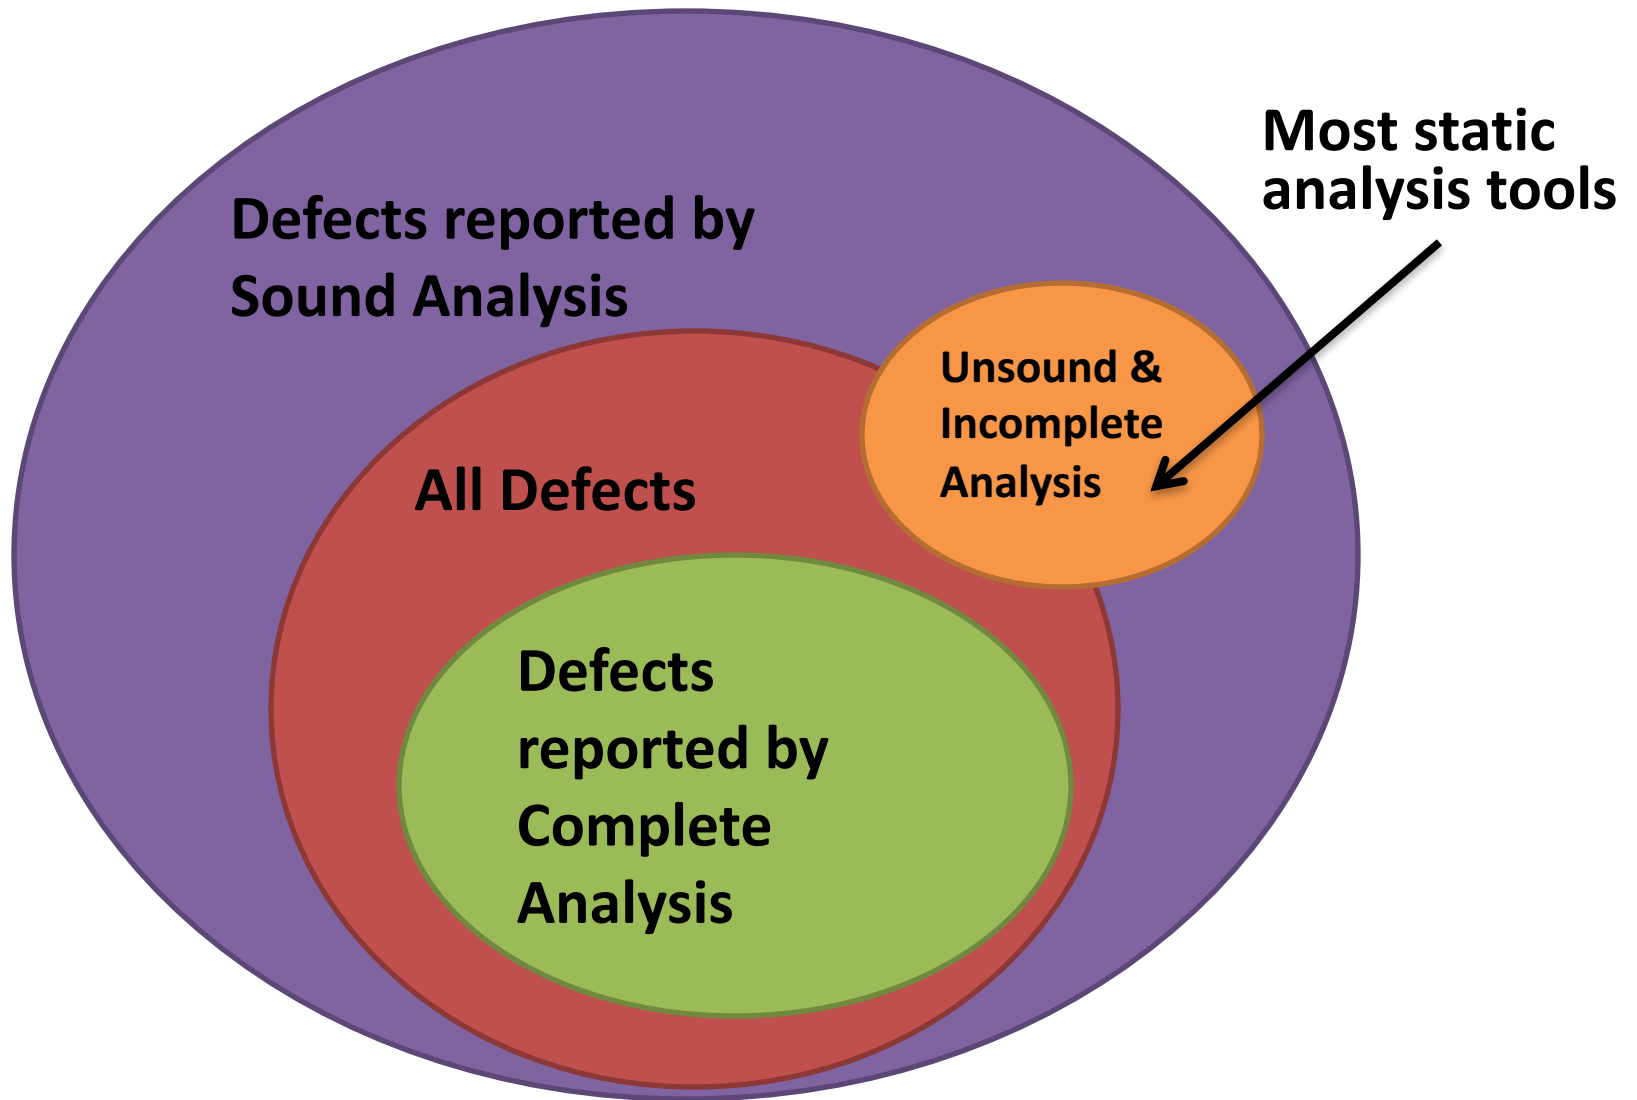 Most static
analysis tools
Defects reported by
Sound Analysis
Unsound &
Incomplete
Analysis
All Defects
Defects
reported by
Complete
Analysis